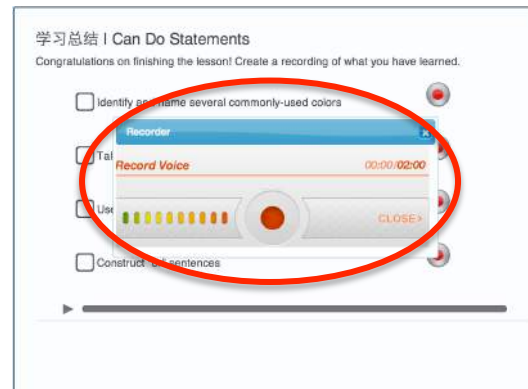 学习总结 I Can Do Statements
Congratulations on finishing the lesson! Create a recording of what you have learned.
Identify and name several commonly-used colors
Recorder
Record Voice 00:00/02:00
CLOSE>
Construct sentences